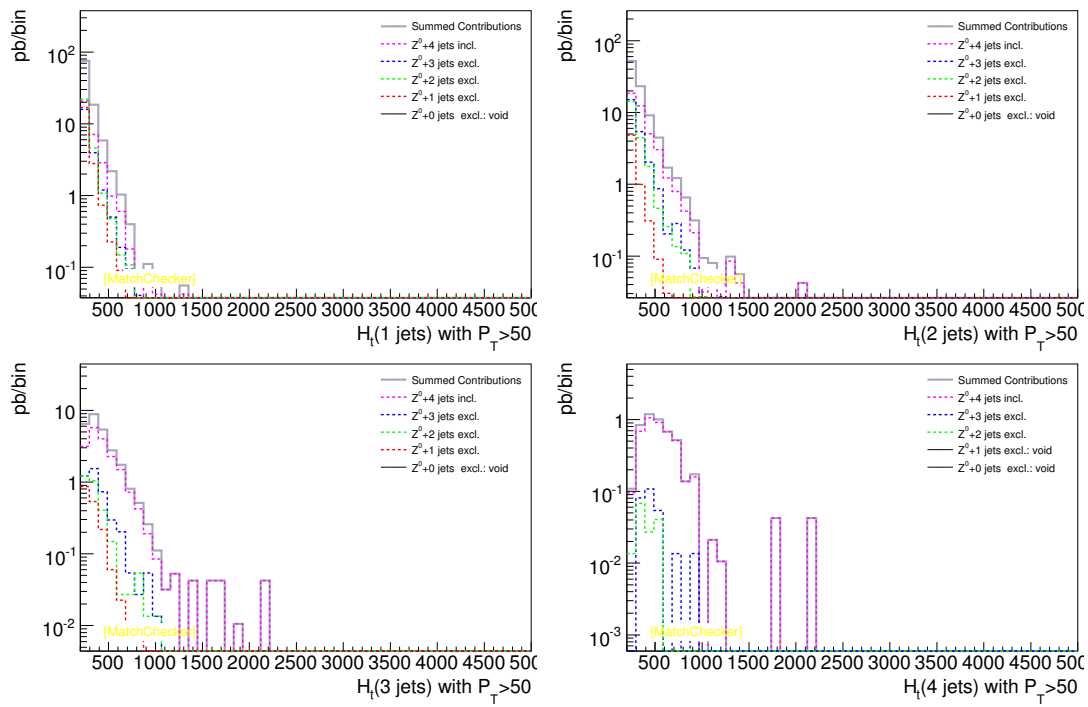 pb/bin
10²
10
1
10⁻¹
Summed Contributions
Z⁰+4 jets incl.
Z⁰+3 jets excl.
Z⁰+2 jets excl.
Z⁰+1 jets excl.
Z⁰+0 jets excl.: void
[MatchChecker]
500 1000 1500 2000 2500 3000 3500 4000 4500 500
H_t(1 jets) with P_T>50
pb/bin
10²
10
1
10⁻¹
Summed Contributions
Z⁰+4 jets incl.
Z⁰+3 jets excl.
Z⁰+2 jets excl.
Z⁰+1 jets excl.
Z⁰+0 jets excl.: void
[MatchChecker]
500 1000 1500 2000 2500 3000 3500 4000 4500 500
H_t(2 jets) with P_T>50
pb/bin
10
1
10⁻¹
10⁻²
Summed Contributions
Z⁰+4 jets incl.
Z⁰+3 jets excl.
Z⁰+2 jets excl.
Z⁰+1 jets excl.
Z⁰+0 jets excl.: void
[MatchChecker]
500 1000 1500 2000 2500 3000 3500 4000 4500 500
H_t(3 jets) with P_T>50
pb/bin
1
10⁻¹
10⁻²
10⁻³
Summed Contributions
Z⁰+4 jets incl.
Z⁰+3 jets excl.
Z⁰+2 jets excl.
Z⁰+1 jets excl.: void
Z⁰+0 jets excl.: void
[MatchChecker]
500 1000 1500 2000 2500 3000 3500 4000 4500 500
H_t(4 jets) with P_T>50